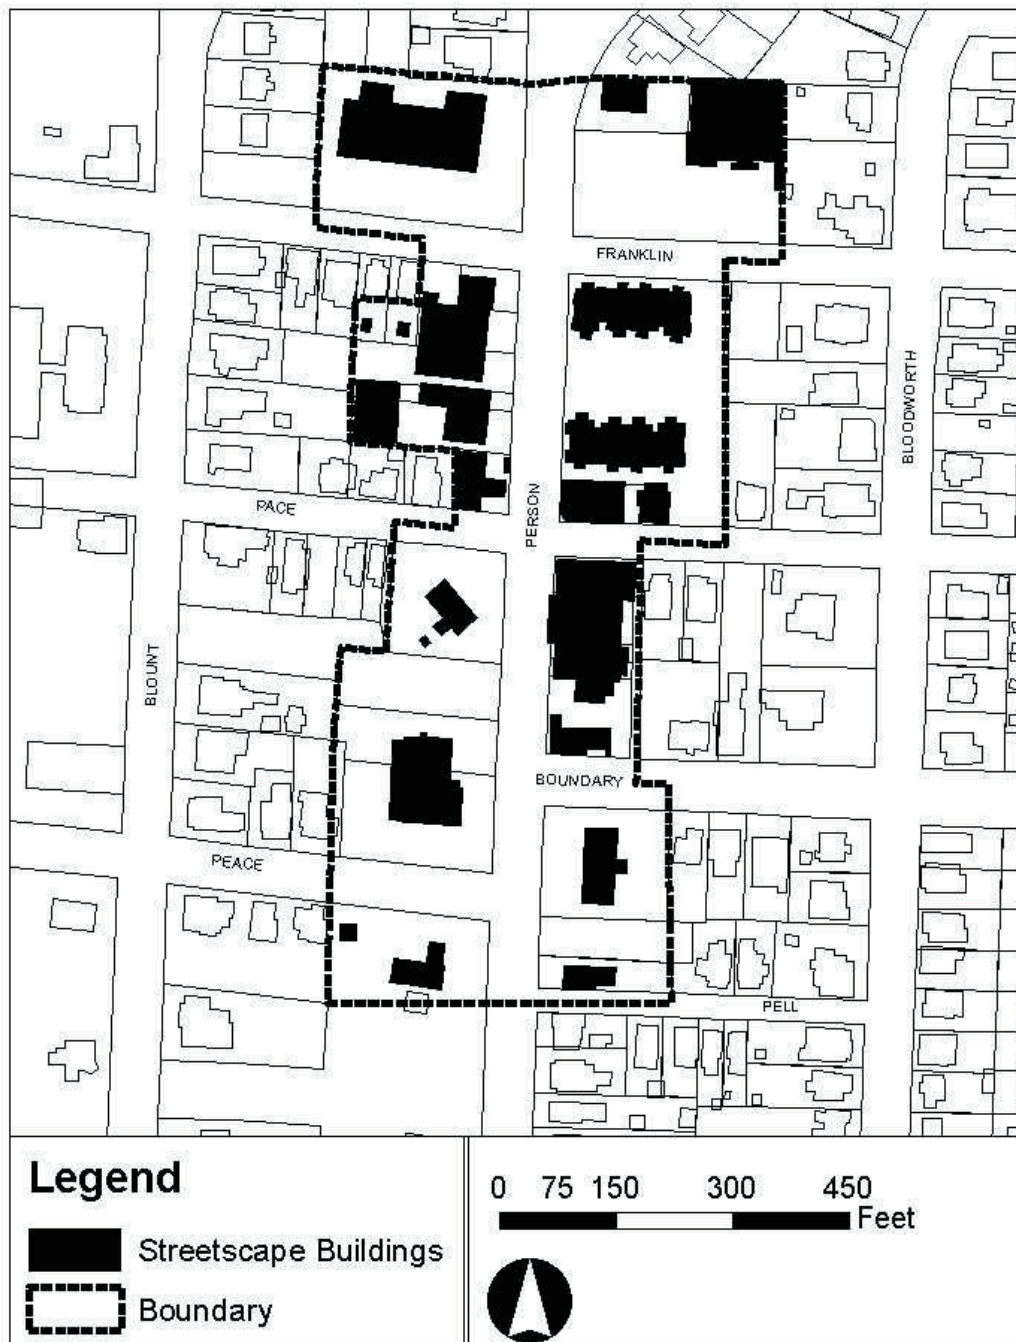 FRANKLIN
BLOODWORTH
PERSON
PACE
BLOUNT
BOUNDARY
PEACE
PELL
Legend
Streetscape Buildings
Boundary
0 75 150 300 450
Feet